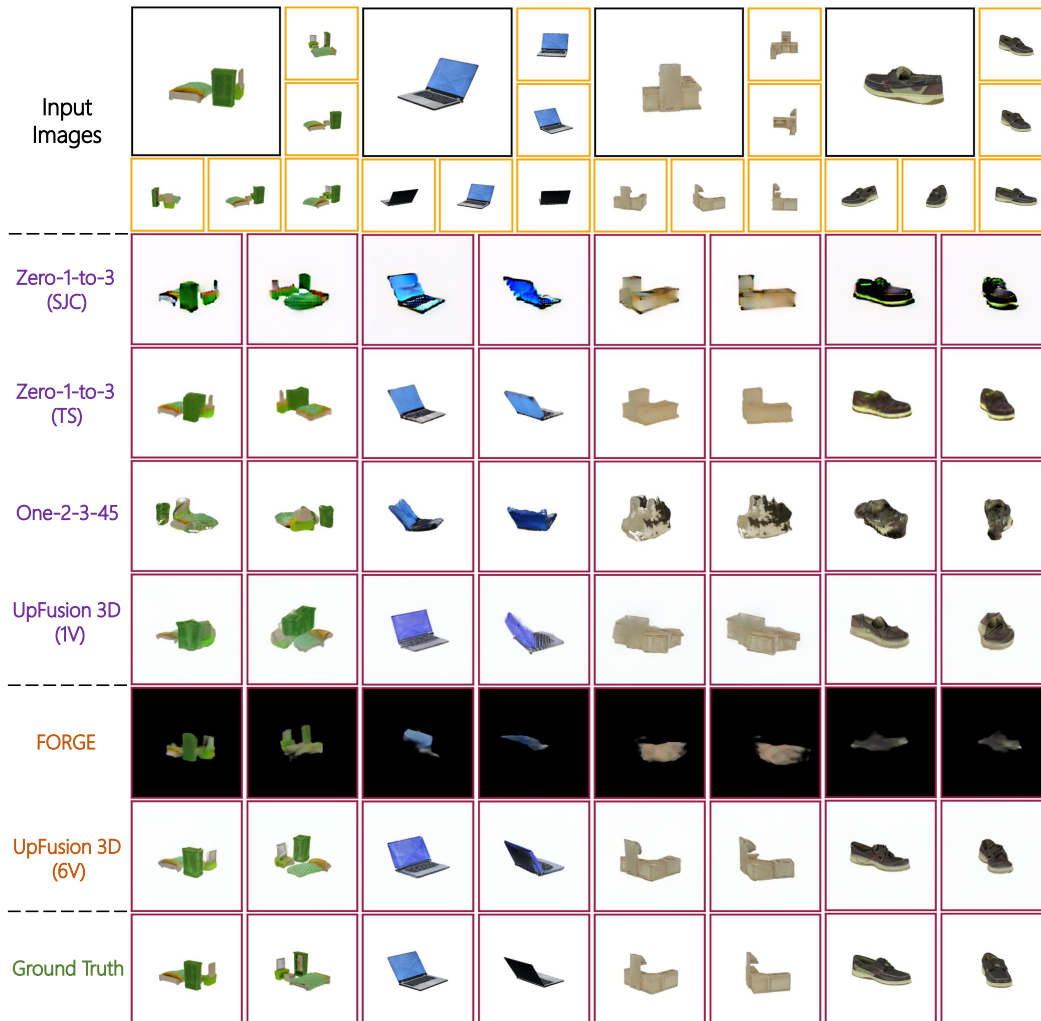 Input
Images
Zero-1-to-3
(SJC)
Zero-1-to-3
(TS)
One-2-3-45
UpFusion 3D
(1V)
FORGE
UpFusion 3D
(6V)
Ground Truth